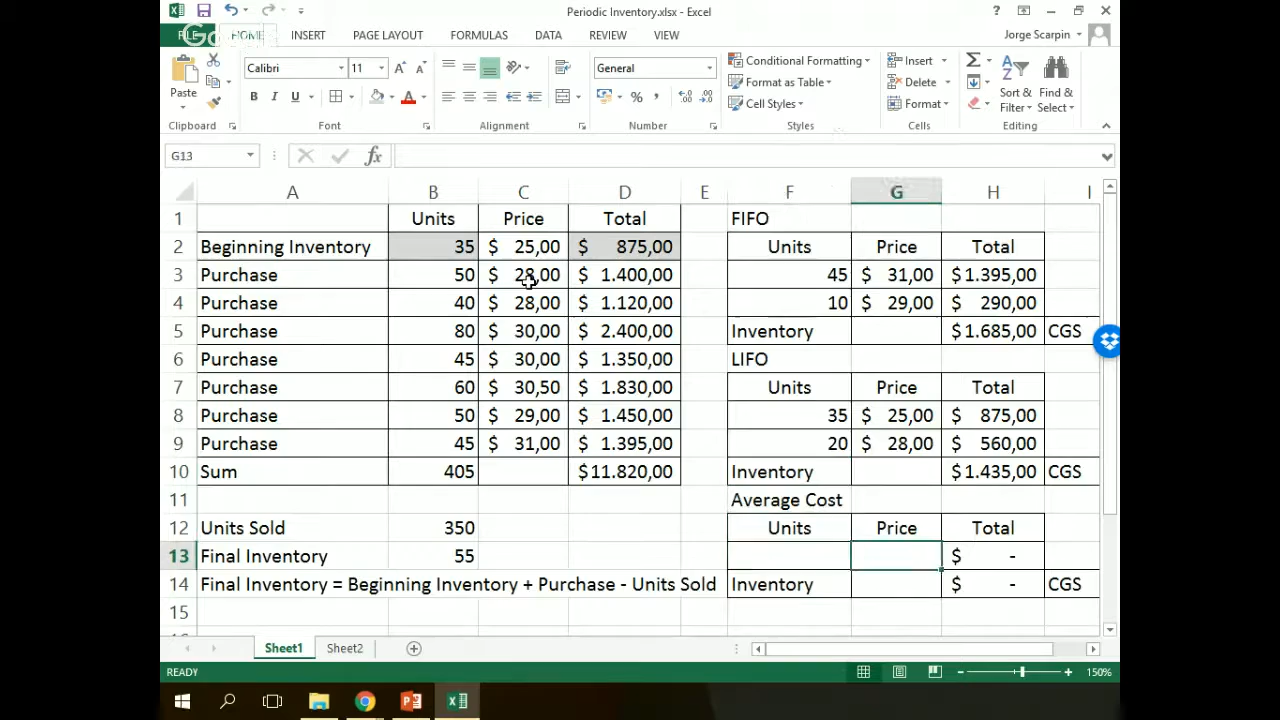 Periodic Inventory.xlsx - Excel
?
FILE HOME INSERT PAGE LAYOUT FORMULAS DATA REVIEW VIEW Jorge Scarpin
Paste Calibri 11 A A General Conditional Formatting Insert Σ
B I U A % , Format as Table Delete Sort & Find &
Cell Styles Format Filter Select
Clipboard Font Alignment Number Styles Cells Editing
G13 fx
A B C D E F G H I
1 Units Price Total FIFO
2 Beginning Inventory 35 $ 25,00 $ 875,00 Units Price Total
3 Purchase 50 $ 28,00 $ 1.400,00 45 $ 31,00 $1.395,00
4 Purchase 40 $ 28,00 $ 1.120,00 10 $ 29,00 $ 290,00
5 Purchase 80 $ 30,00 $ 2.400,00 Inventory $1.685,00 CGS
6 Purchase 45 $ 30,00 $ 1.350,00 LIFO
7 Purchase 60 $ 30,50 $ 1.830,00 Units Price Total
8 Purchase 50 $ 29,00 $ 1.450,00 35 $ 25,00 $ 875,00
9 Purchase 45 $ 31,00 $ 1.395,00 20 $ 28,00 $ 560,00
10 Sum 405 $11.820,00 Inventory $1.435,00 CGS
11 Average Cost
12 Units Sold 350 Units Price Total
13 Final Inventory 55 $ -
14 Final Inventory = Beginning Inventory + Purchase - Units Sold Inventory $ - CGS
15
Sheet1 Sheet2
READY 150%